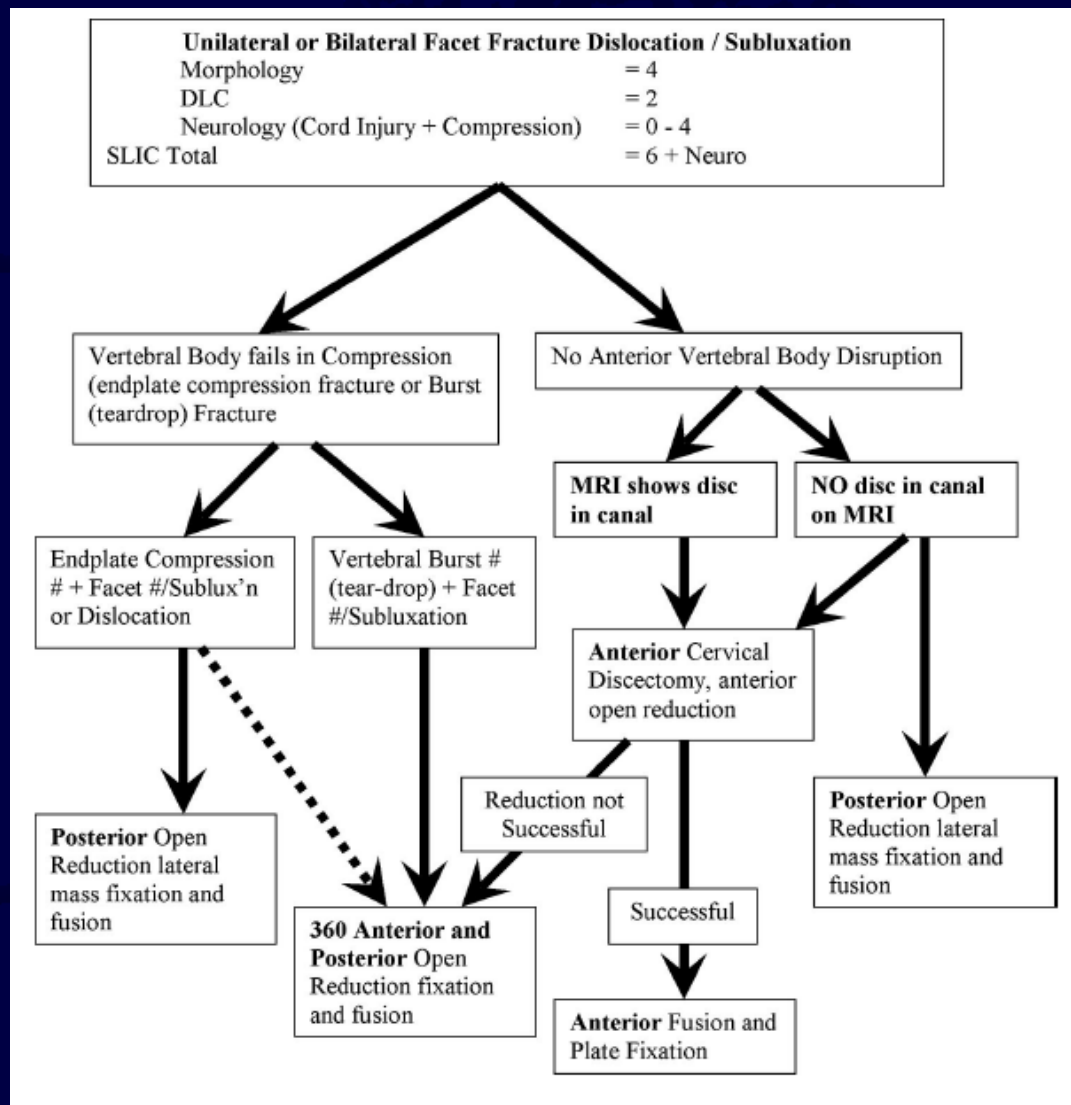 Unilateral or Bilateral Facet Fracture Dislocation / Subluxation
Morphology = 4
DLC = 2
Neurology (Cord Injury + Compression) = 0 - 4
SLIC Total = 6 + Neuro
Vertebral Body fails in Compression
(endplate compression fracture or Burst
(teardrop) Fracture
No Anterior Vertebral Body Disruption
MRI shows disc
in canal
NO disc in canal
on MRI
Endplate Compression
# + Facet #/Sublux'n
or Dislocation
Vertebral Burst #
(tear-drop) + Facet
#/Subluxation
Anterior Cervical
Discectomy, anterior
open reduction
Reduction not
Successful
Posterior Open
Reduction lateral
mass fixation and
fusion
Posterior Open
Reduction lateral
mass fixation and
fusion
Successful
360 Anterior and
Posterior Open
Reduction fixation
and fusion
Anterior Fusion and
Plate Fixation